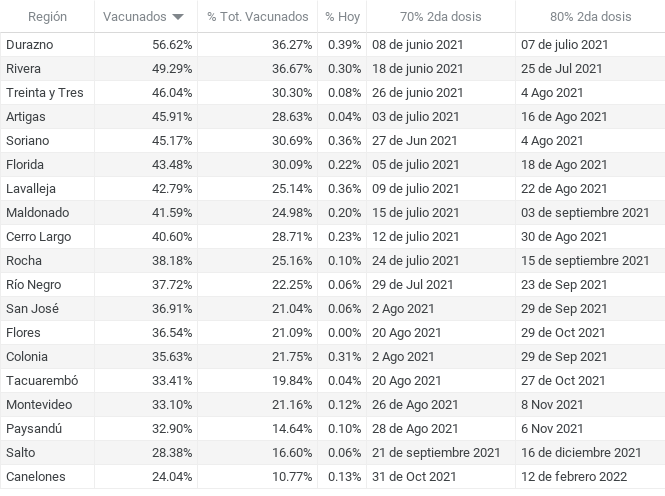 Región Vacunados % Tot. Vacunados % Hoy 70% 2da dosis 80% 2da dosis
Durazno 56.62% 36.27% 0.39% 08 de junio 2021 07 de julio 2021
Rivera 49.29% 36.67% 0.30% 18 de junio 2021 25 de Jul 2021
Treinta y Tres 46.04% 30.30% 0.08% 26 de junio 2021 4 Ago 2021
Artigas 45.91% 28.63% 0.04% 03 de julio 2021 16 de Ago 2021
Soriano 45.17% 30.69% 0.36% 27 de Jun 2021 4 Ago 2021
Florida 43.48% 30.09% 0.22% 05 de julio 2021 18 de Ago 2021
Lavalleja 42.79% 25.14% 0.36% 09 de julio 2021 22 de Ago 2021
Maldonado 41.59% 24.98% 0.20% 15 de julio 2021 03 de septiembre 2021
Cerro Largo 40.60% 28.71% 0.23% 12 de julio 2021 30 de Ago 2021
Rocha 38.18% 25.16% 0.10% 24 de julio 2021 15 de septiembre 2021
Río Negro 37.72% 22.25% 0.06% 29 de Jul 2021 23 de Sep 2021
San José 36.91% 21.04% 0.06% 2 Ago 2021 29 de Sep 2021
Flores 36.54% 21.09% 0.00% 20 Ago 2021 29 de Oct 2021
Colonia 35.63% 21.75% 0.31% 2 Ago 2021 29 de Sep 2021
Tacuarembó 33.41% 19.84% 0.04% 20 Ago 2021 27 de Oct 2021
Montevideo 33.10% 21.16% 0.12% 26 de Ago 2021 8 Nov 2021
Paysandú 32.90% 14.64% 0.10% 28 de Ago 2021 6 Nov 2021
Salto 28.38% 16.60% 0.06% 21 de septiembre 2021 16 de diciembre 2021
Canelones 24.04% 10.77% 0.13% 31 de Oct 2021 12 de febrero 2022